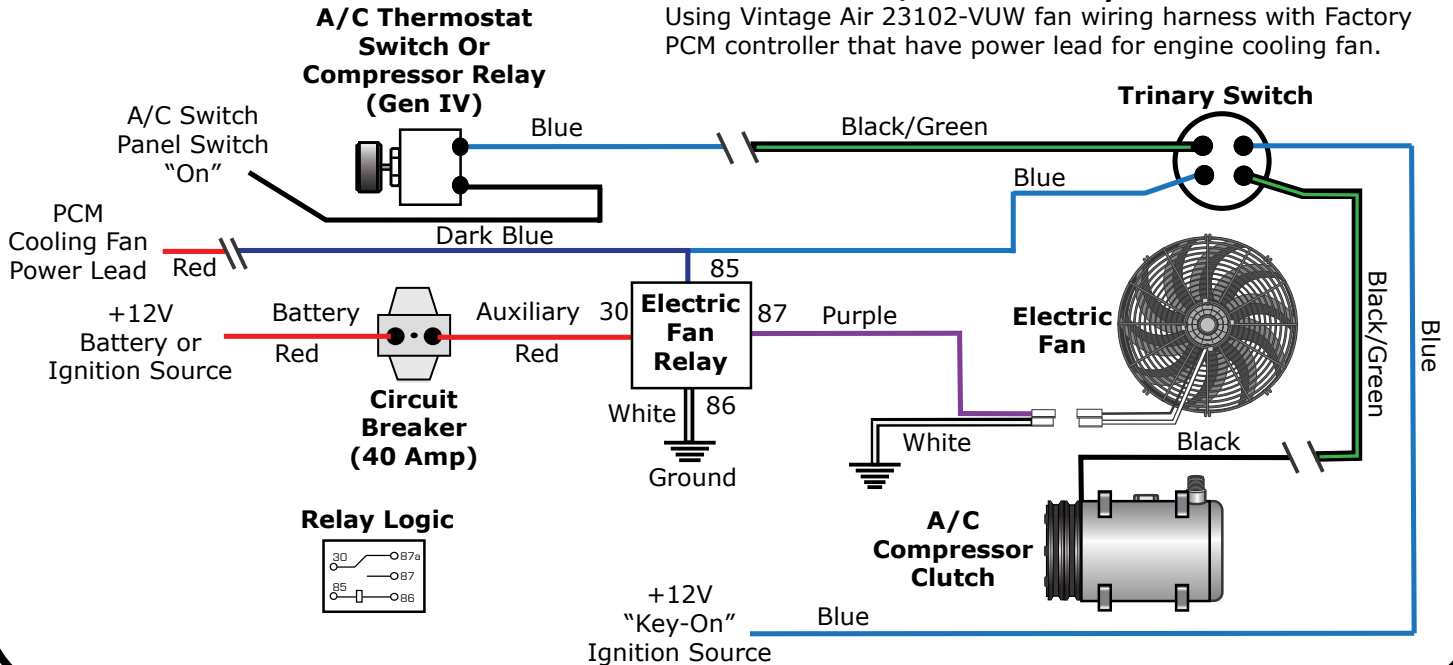 Using Vintage Air 23102-VUW fan wiring harness with Factory
PCM controller that have power lead for engine cooling fan.
A/C Thermostat
Switch Or
Compressor Relay
(Gen IV)
Trinary Switch
A/C Switch
Panel Switch
“On”
Blue
Black/Green
Blue
PCM
Cooling Fan
Power Lead
Red
Dark Blue
85
+12V
Battery or
Ignition Source
Battery
Red
Auxiliary
Red
30
Electric
Fan
Relay
87
Purple
Electric
Fan
Black/Green
Blue
Circuit
Breaker
(40 Amp)
White
86
Ground
White
Black
Relay Logic
30
87a
87
85
86
A/C
Compressor
Clutch
+12V
“Key-On”
Ignition Source
Blue